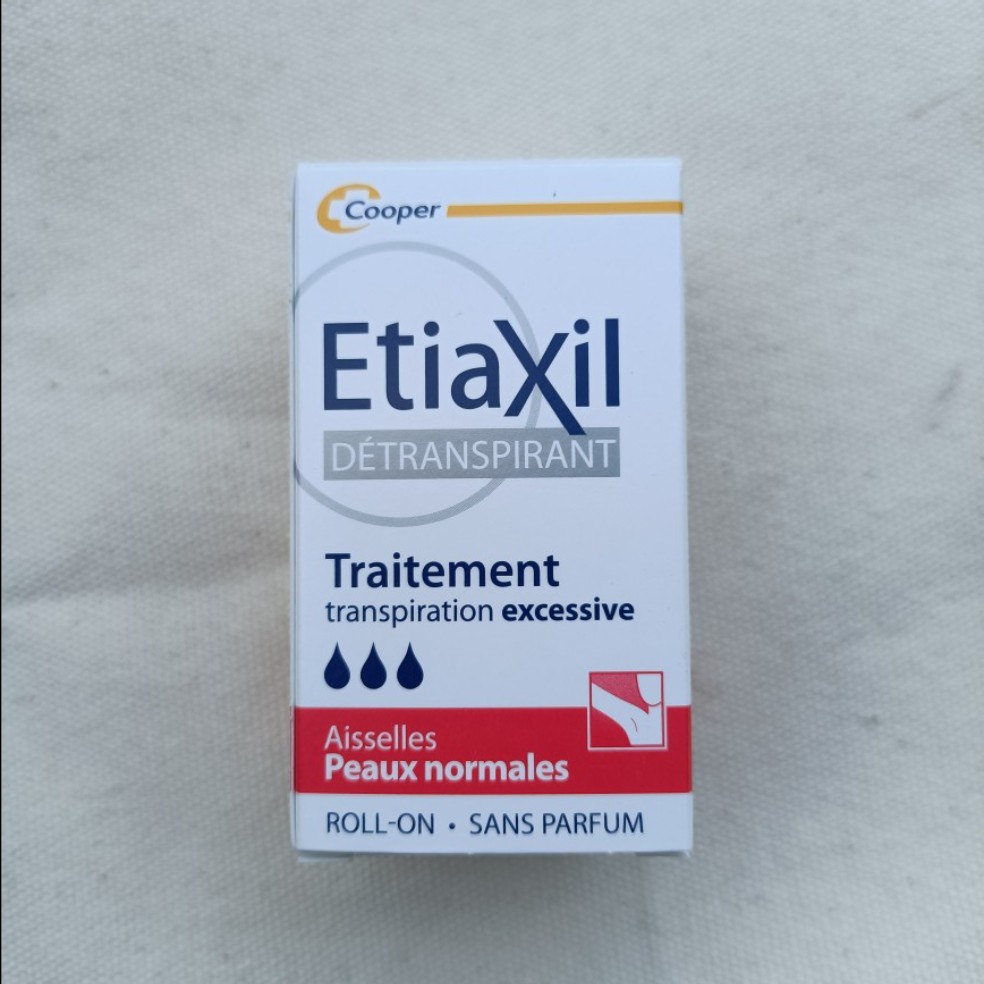 Cooper
EtiaXil
DÉTRANSPIRANT
Traitement
transpiration excessive
Aisselles
Peaux normales
ROLL-ON • SANS PARFUM